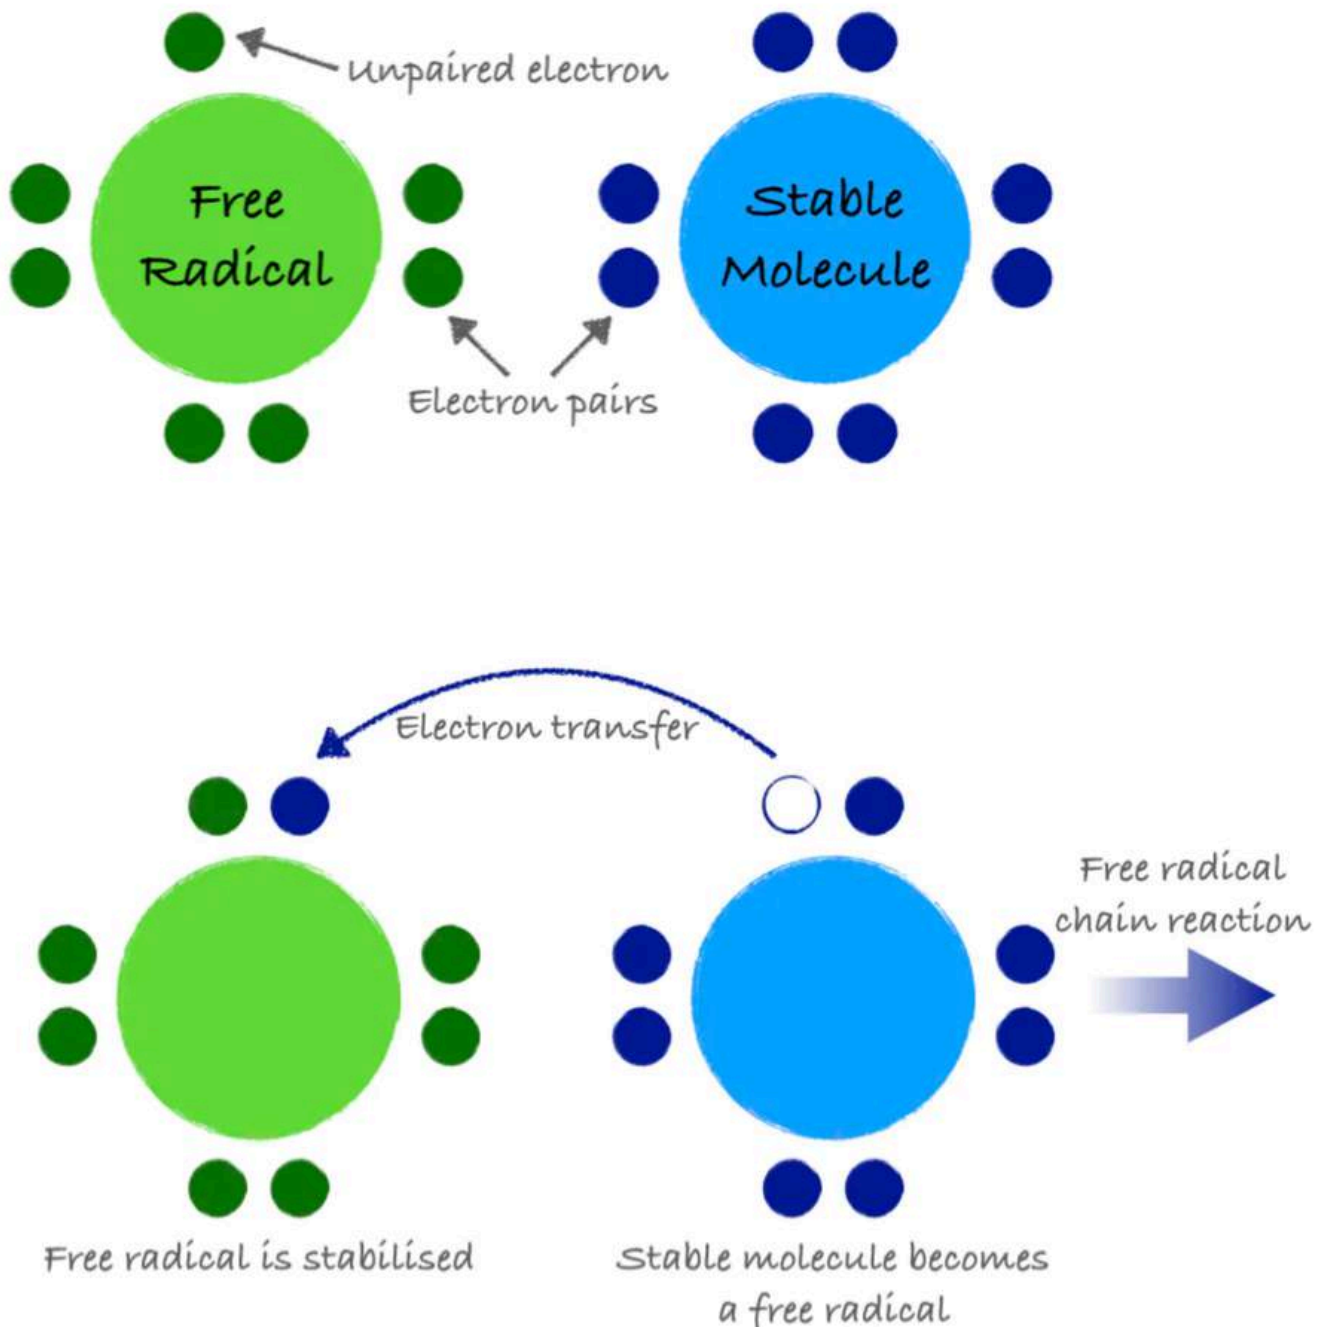 Unpaired electron
Free
Radical
Stable
Molecule
Electron pairs
Electron transfer
Free radical
chain reaction
Free radical is stabilised
Stable molecule becomes
a free radical